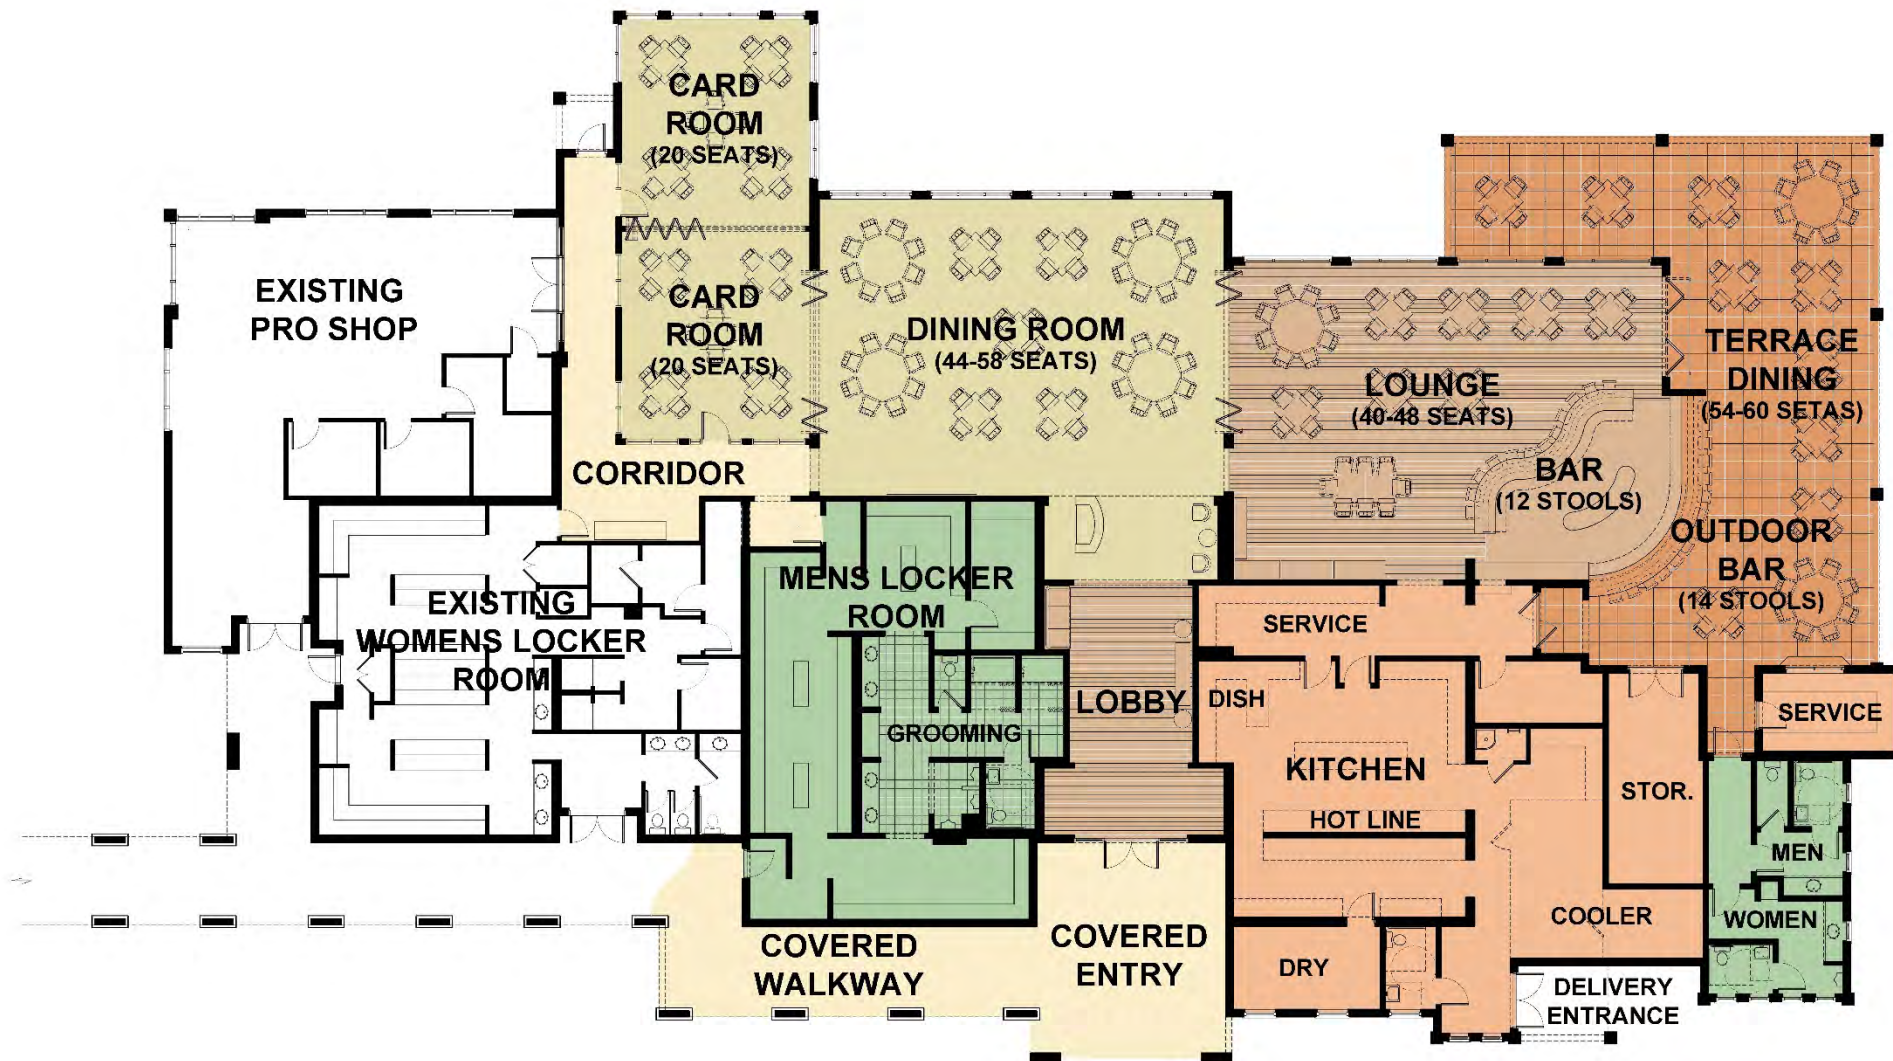 CARD
ROOM
(20 SEATS)
EXISTING
PRO SHOP
CARD
ROOM
(20 SEATS)
DINING ROOM
(44-58 SEATS)
LOUNGE
(40-48 SEATS)
TERRACE
DINING
(54-60 SETAS)
CORRIDOR
BAR
(12 STOOLS)
OUTDOOR
BAR
(14 STOOLS)
EXISTING
WOMENS LOCKER
ROOM
MENS LOCKER
ROOM
SERVICE
LOBBY
DISH
SERVICE
GROOMING
KITCHEN
HOT LINE
STOR.
MEN
WOMEN
COOLER
COVERED
WALKWAY
COVERED
ENTRY
DRY
DELIVERY
ENTRANCE